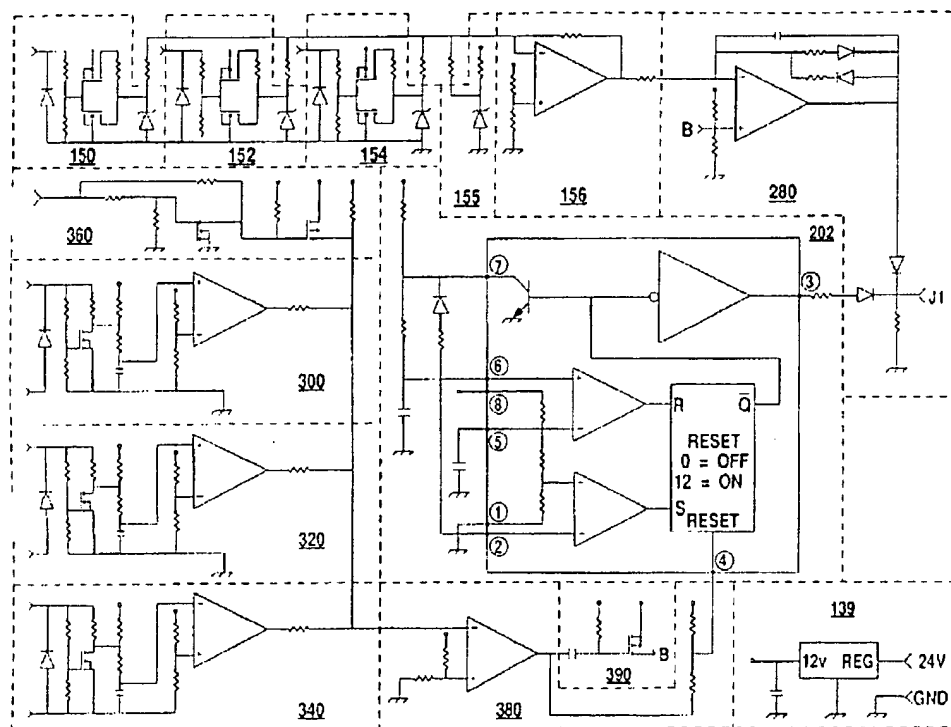 150
152
154
155
156
B
280
360
202
7
3
J1
300
6
8
5
R
Q̅
RESET
0 = OFF
12 = ON
S
RESET
1
2
4
320
139
12v REG
24V
GND
B
390
340
380